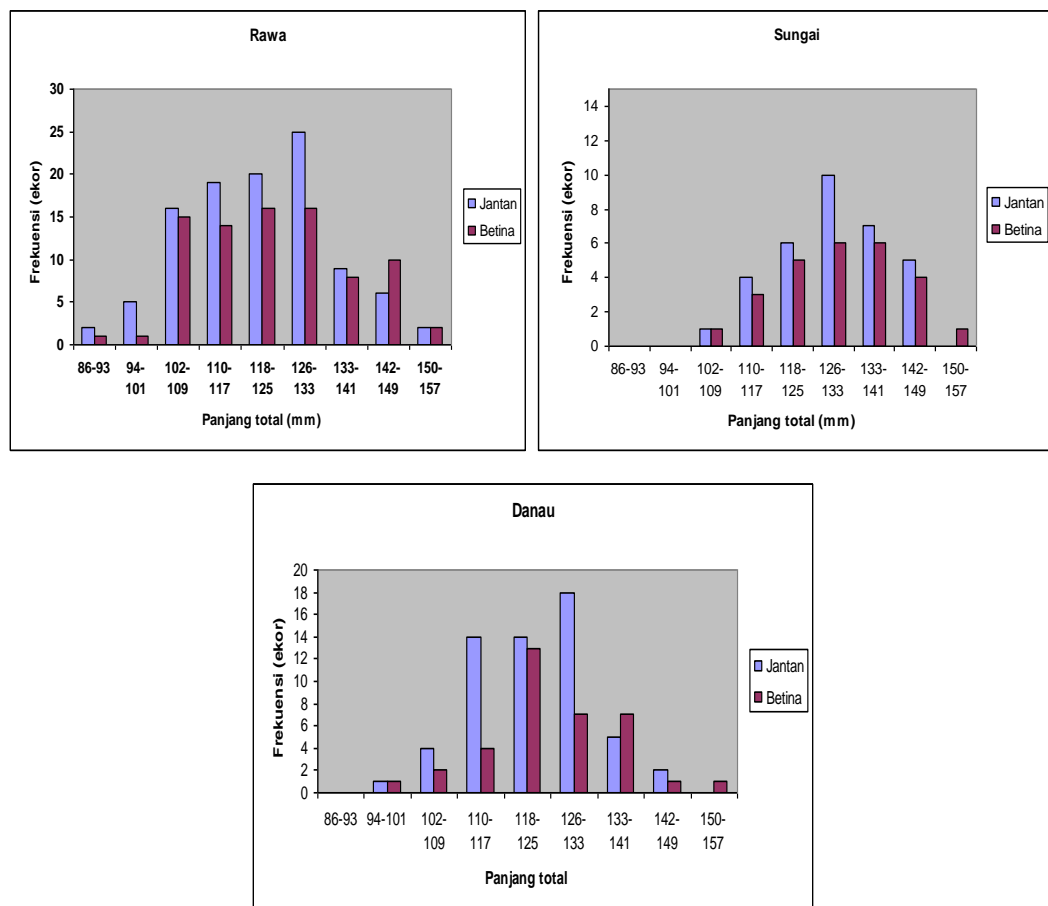 Rawa
Frekuensi (ekor)
30
25
20
15
10
5
0
86-93 94-101 102-109 110-117 118-125 126-133 133-141 142-149 150-157
Panjang total (mm)
Jantan
Betina
Sungai
Frekuensi (ekor)
14
12
10
8
6
4
2
0
86-93 94-101 102-109 110-117 118-125 126-133 133-141 142-149 150-157
Panjang total (mm)
Jantan
Betina
Danau
Frekuensi (ekor)
20
18
16
14
12
10
8
6
4
2
0
86-93 94-101 102-109 110-117 118-125 126-133 133-141 142-149 150-157
Panjang total
Jantan
Betina